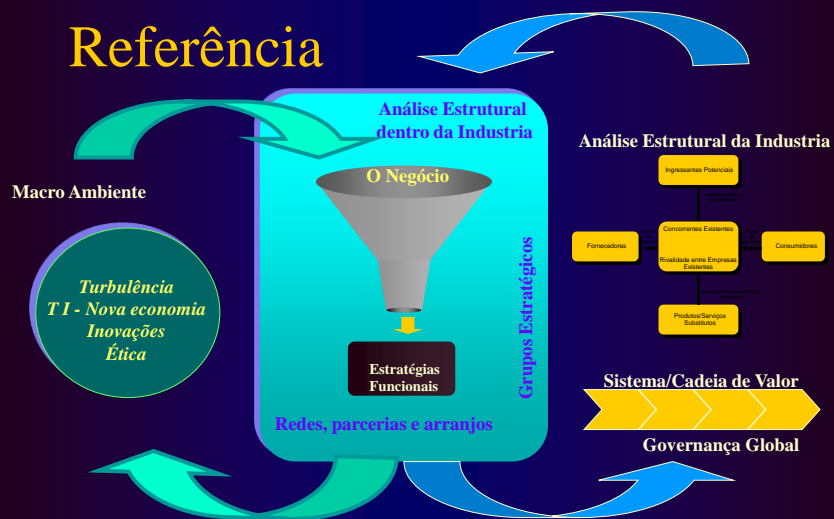 Referência
Análise Estrutural
dentro da Industria
O Negócio
Grupos Estratégicos
Estratégias
Funcionais
Redes, parcerias e arranjos
Macro Ambiente
Turbulência
T I - Nova economia
Inovações
Ética
Análise Estrutural da Industria
Ingressantes Potenciais
Fornecedores
Concorrentes Existentes
Rivalidade entre Empresas
Existentes
Consumidores
Produtos/Serviços
Substitutos
Sistema/Cadeia de Valor
Governança Global